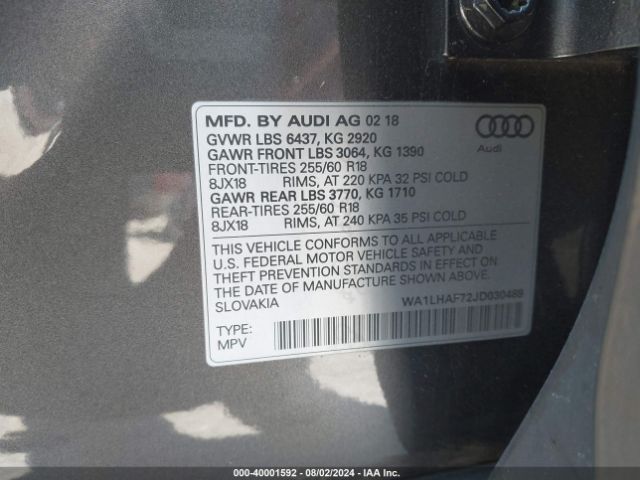 MFD. BY AUDI AG 02 18
GVWR LBS 6437, KG 2920
GAWR FRONT LBS 3064, KG 1390
FRONT-TIRES 255/60 R18
8JX18 RIMS, AT 220 KPA 32 PSI COLD
GAWR REAR LBS 3770, KG 1710
REAR-TIRES 255/60 R18
8JX18 RIMS, AT 240 KPA 35 PSI COLD
Audi
THIS VEHICLE CONFORMS TO ALL APPLICABLE
U.S. FEDERAL MOTOR VEHICLE SAFETY AND
THEFT PREVENTION STANDARDS IN EFFECT ON
THE DATE OF MANUFACTURE SHOWN ABOVE.
SLOVAKIA WA1LHAF72JD030489
TYPE:
MPV
000-40001592 - 08/02/2024 - IAA Inc.